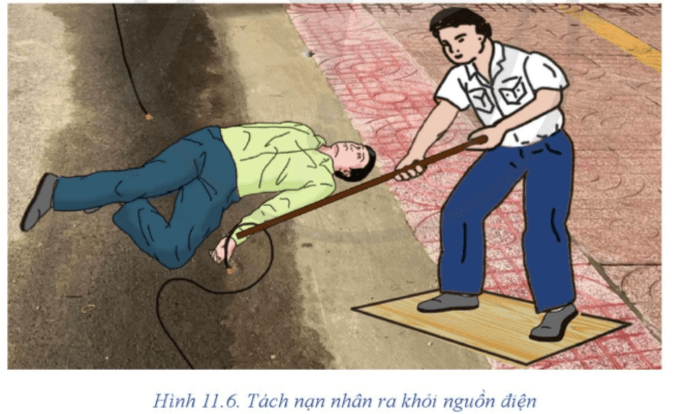 Hình 11.6. Tách nạn nhân ra khỏi nguồn điện